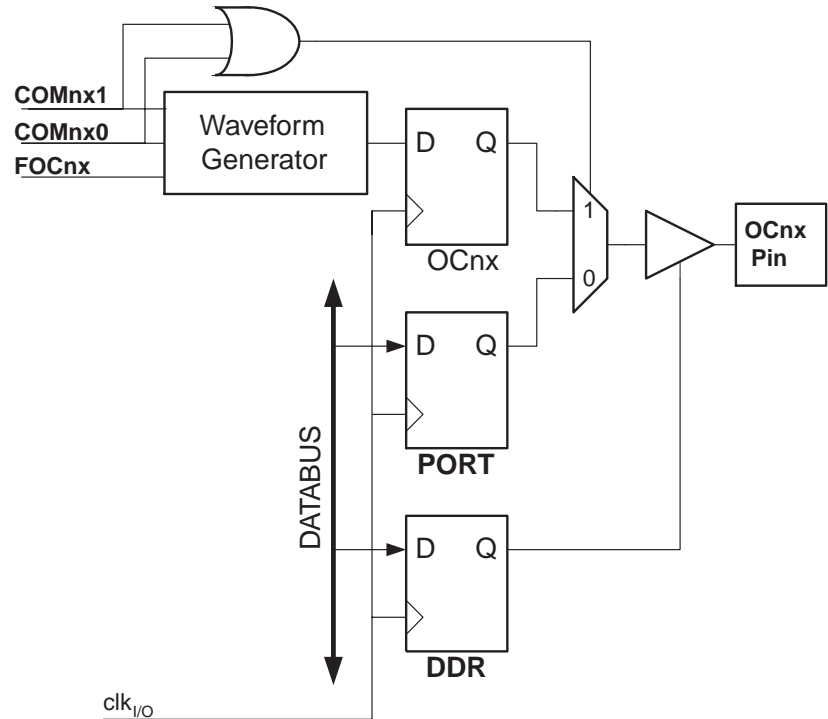 COMnx1
COMnx0
FOCnx
Waveform
Generator
D Q
OCnx
1
0
OCnx
Pin
D Q
PORT
D Q
DDR
DATABUS
clkI/O